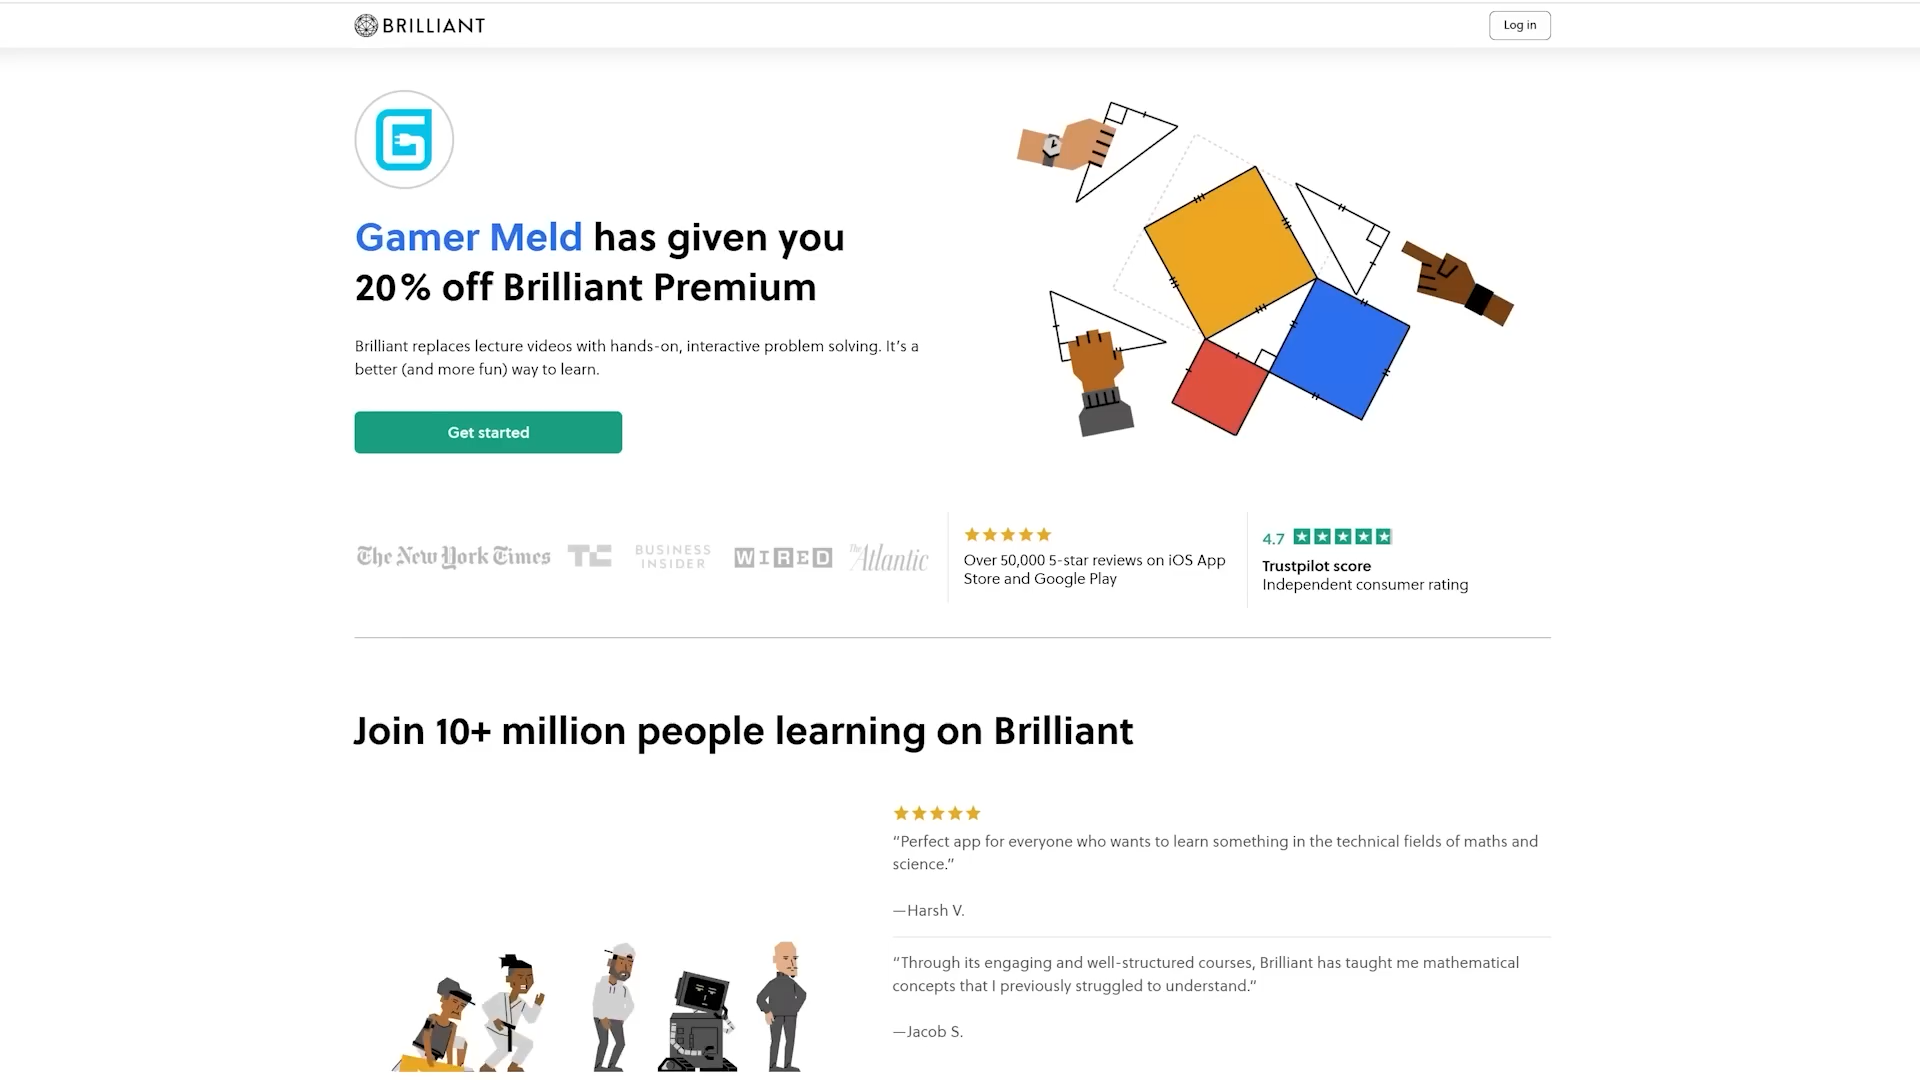 BRILLIANT
Log in
Gamer Meld has given you
20% off Brilliant Premium
Brilliant replaces lecture videos with hands-on, interactive problem solving. It’s a
better (and more fun) way to learn.
Get started
The New York Times
TC
BUSINESS
INSIDER
WIRED
The Atlantic
Over 50,000 5-star reviews on iOS App
Store and Google Play
4.7
Trustpilot score
Independent consumer rating
Join 10+ million people learning on Brilliant
“Perfect app for everyone who wants to learn something in the technical fields of maths and
science.”
—Harsh V.
“Through its engaging and well-structured courses, Brilliant has taught me mathematical
concepts that I previously struggled to understand.”
—Jacob S.